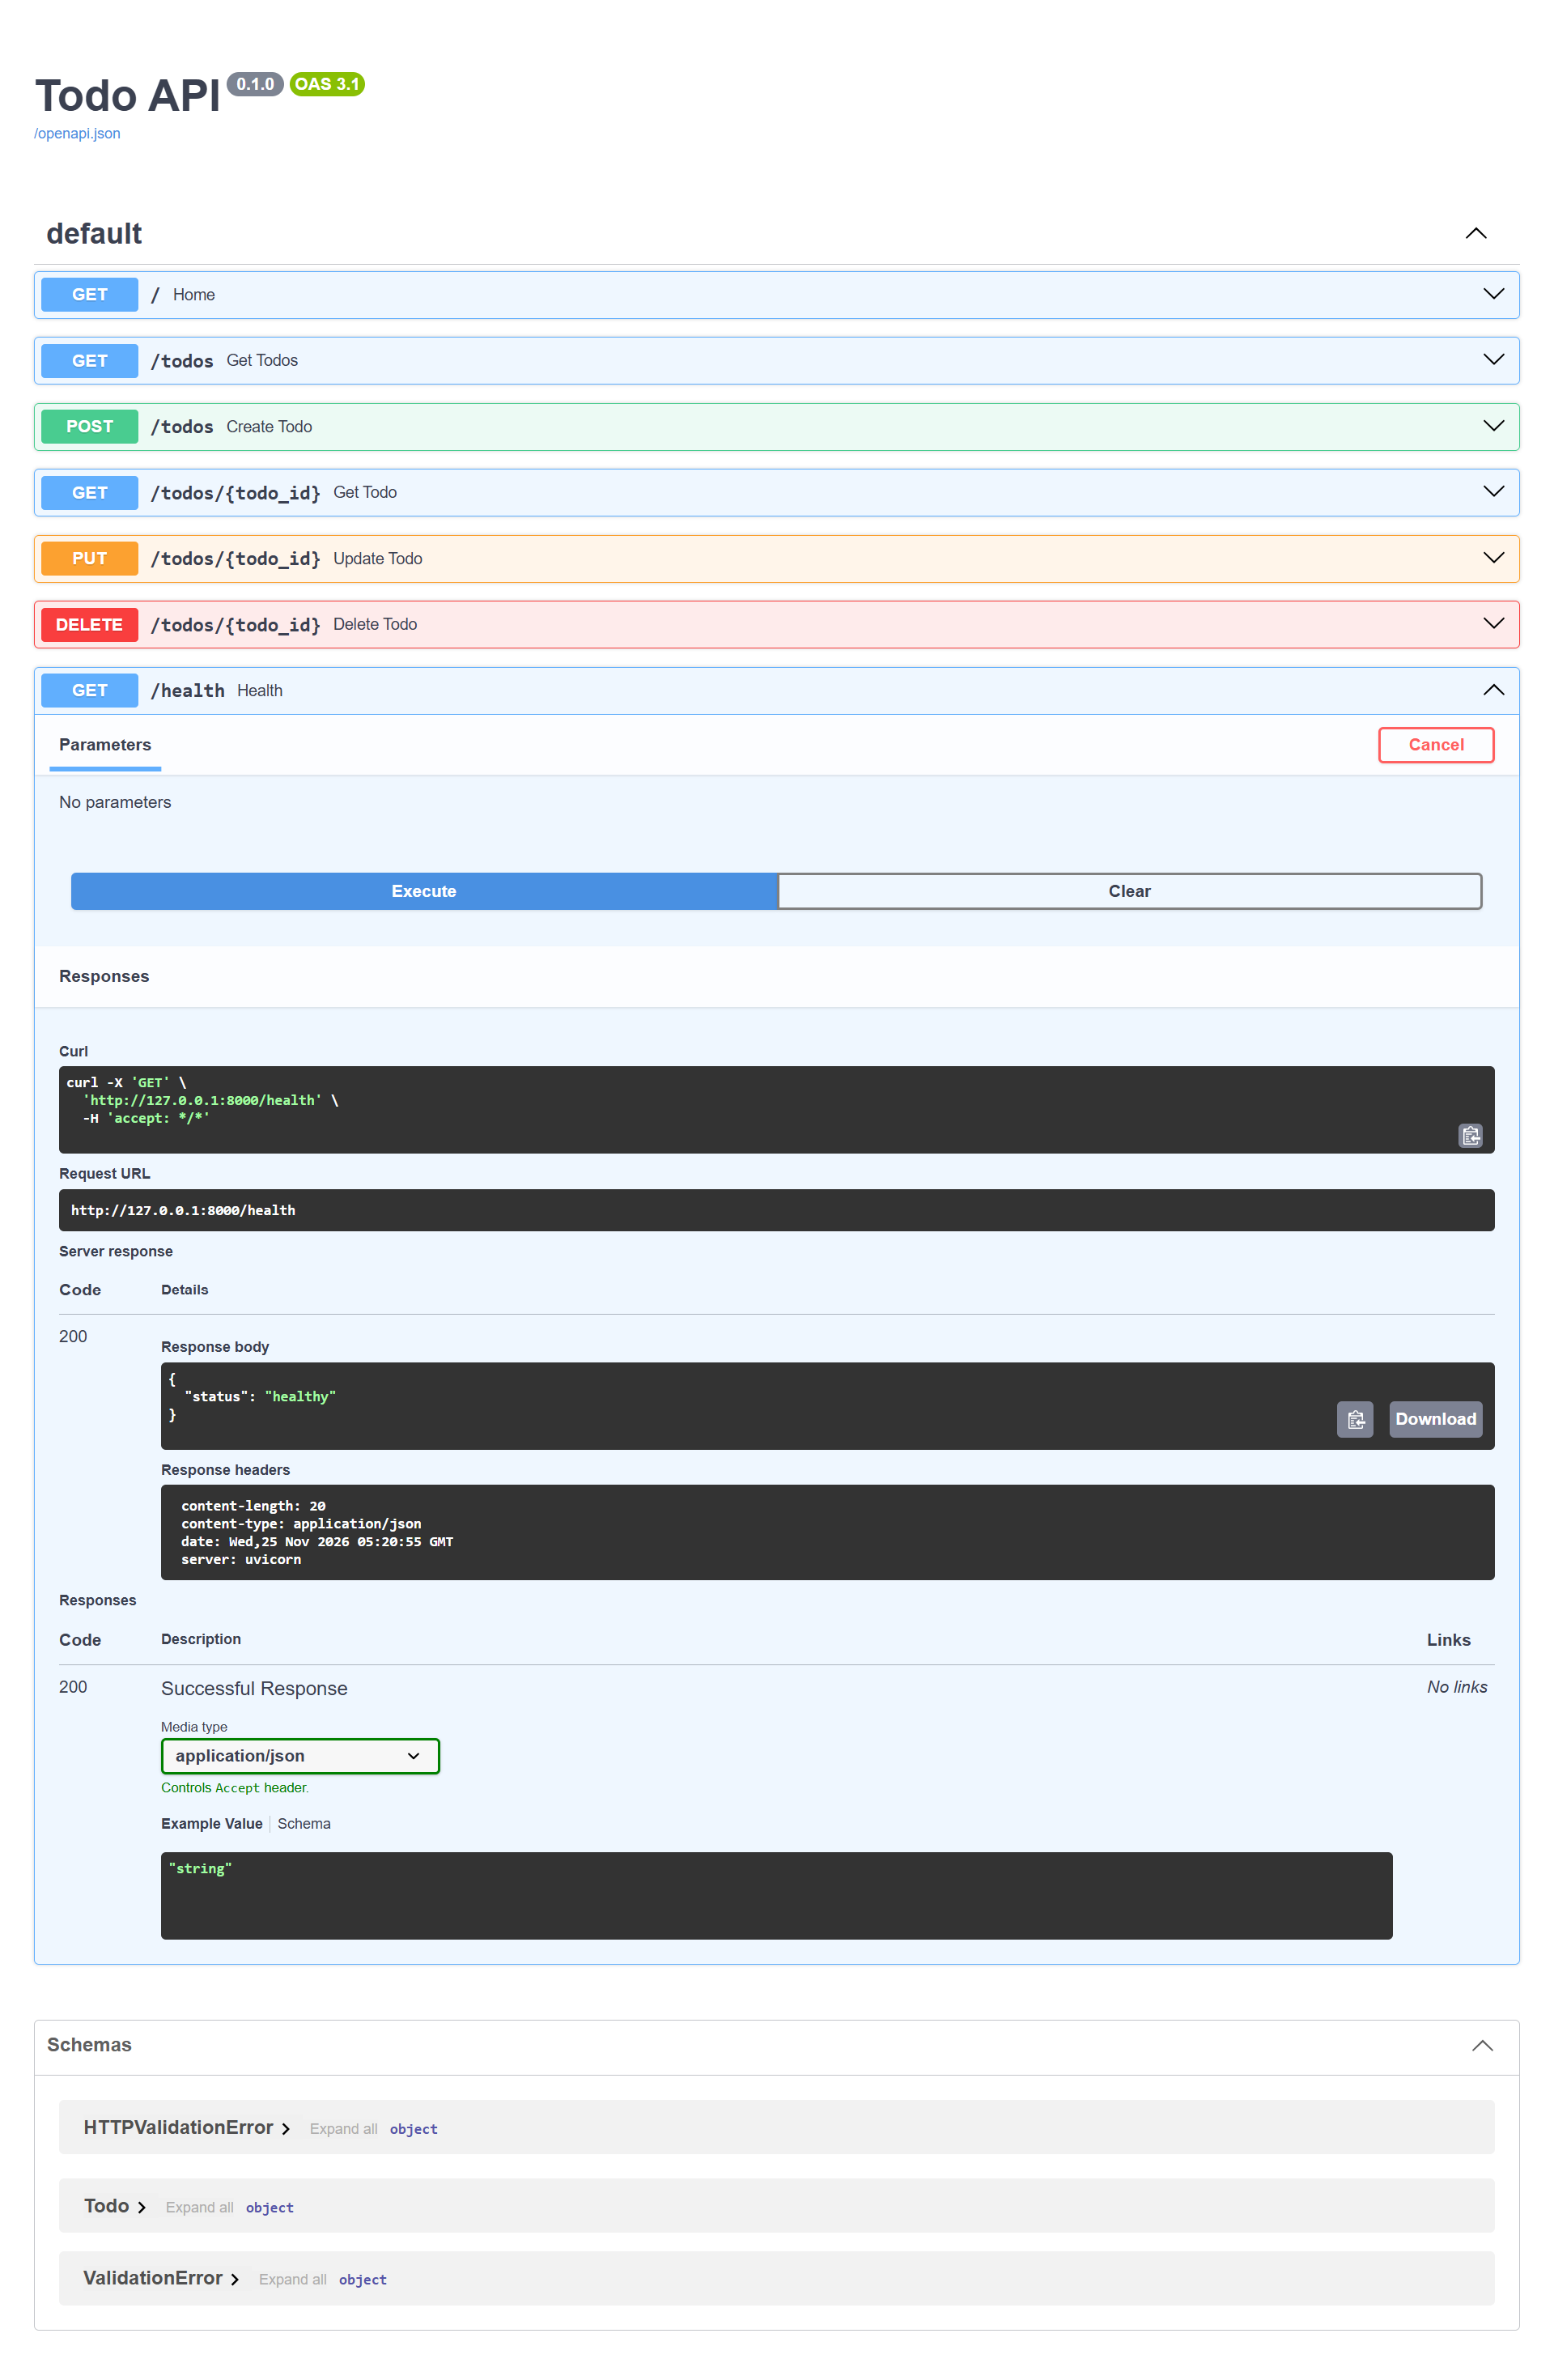 Todo API 0.1.0 OAS 3.1
/openapi.json
default
GET / Home
GET /todos Get Todos
POST /todos Create Todo
GET /todos/{todo_id} Get Todo
PUT /todos/{todo_id} Update Todo
DELETE /todos/{todo_id} Delete Todo
GET /health Health
Parameters Cancel
No parameters
Execute Clear
Responses
Curl
curl -X 'GET' \
  'http://127.0.0.1:8000/health' \
  -H 'accept: */*'
Request URL
http://127.0.0.1:8000/health
Server response
Code Details
200
Response body
{
  "status": "healthy"
}
Download
Response headers
content-length: 20
content-type: application/json
date: Wed,25 Nov 2026 05:20:55 GMT
server: uvicorn
Responses
Code Description Links
200 Successful Response No links
Media type
application/json
Controls Accept header.
Example Value Schema
"string"
Schemas
HTTPValidationError Expand all object
Todo Expand all object
ValidationError Expand all object